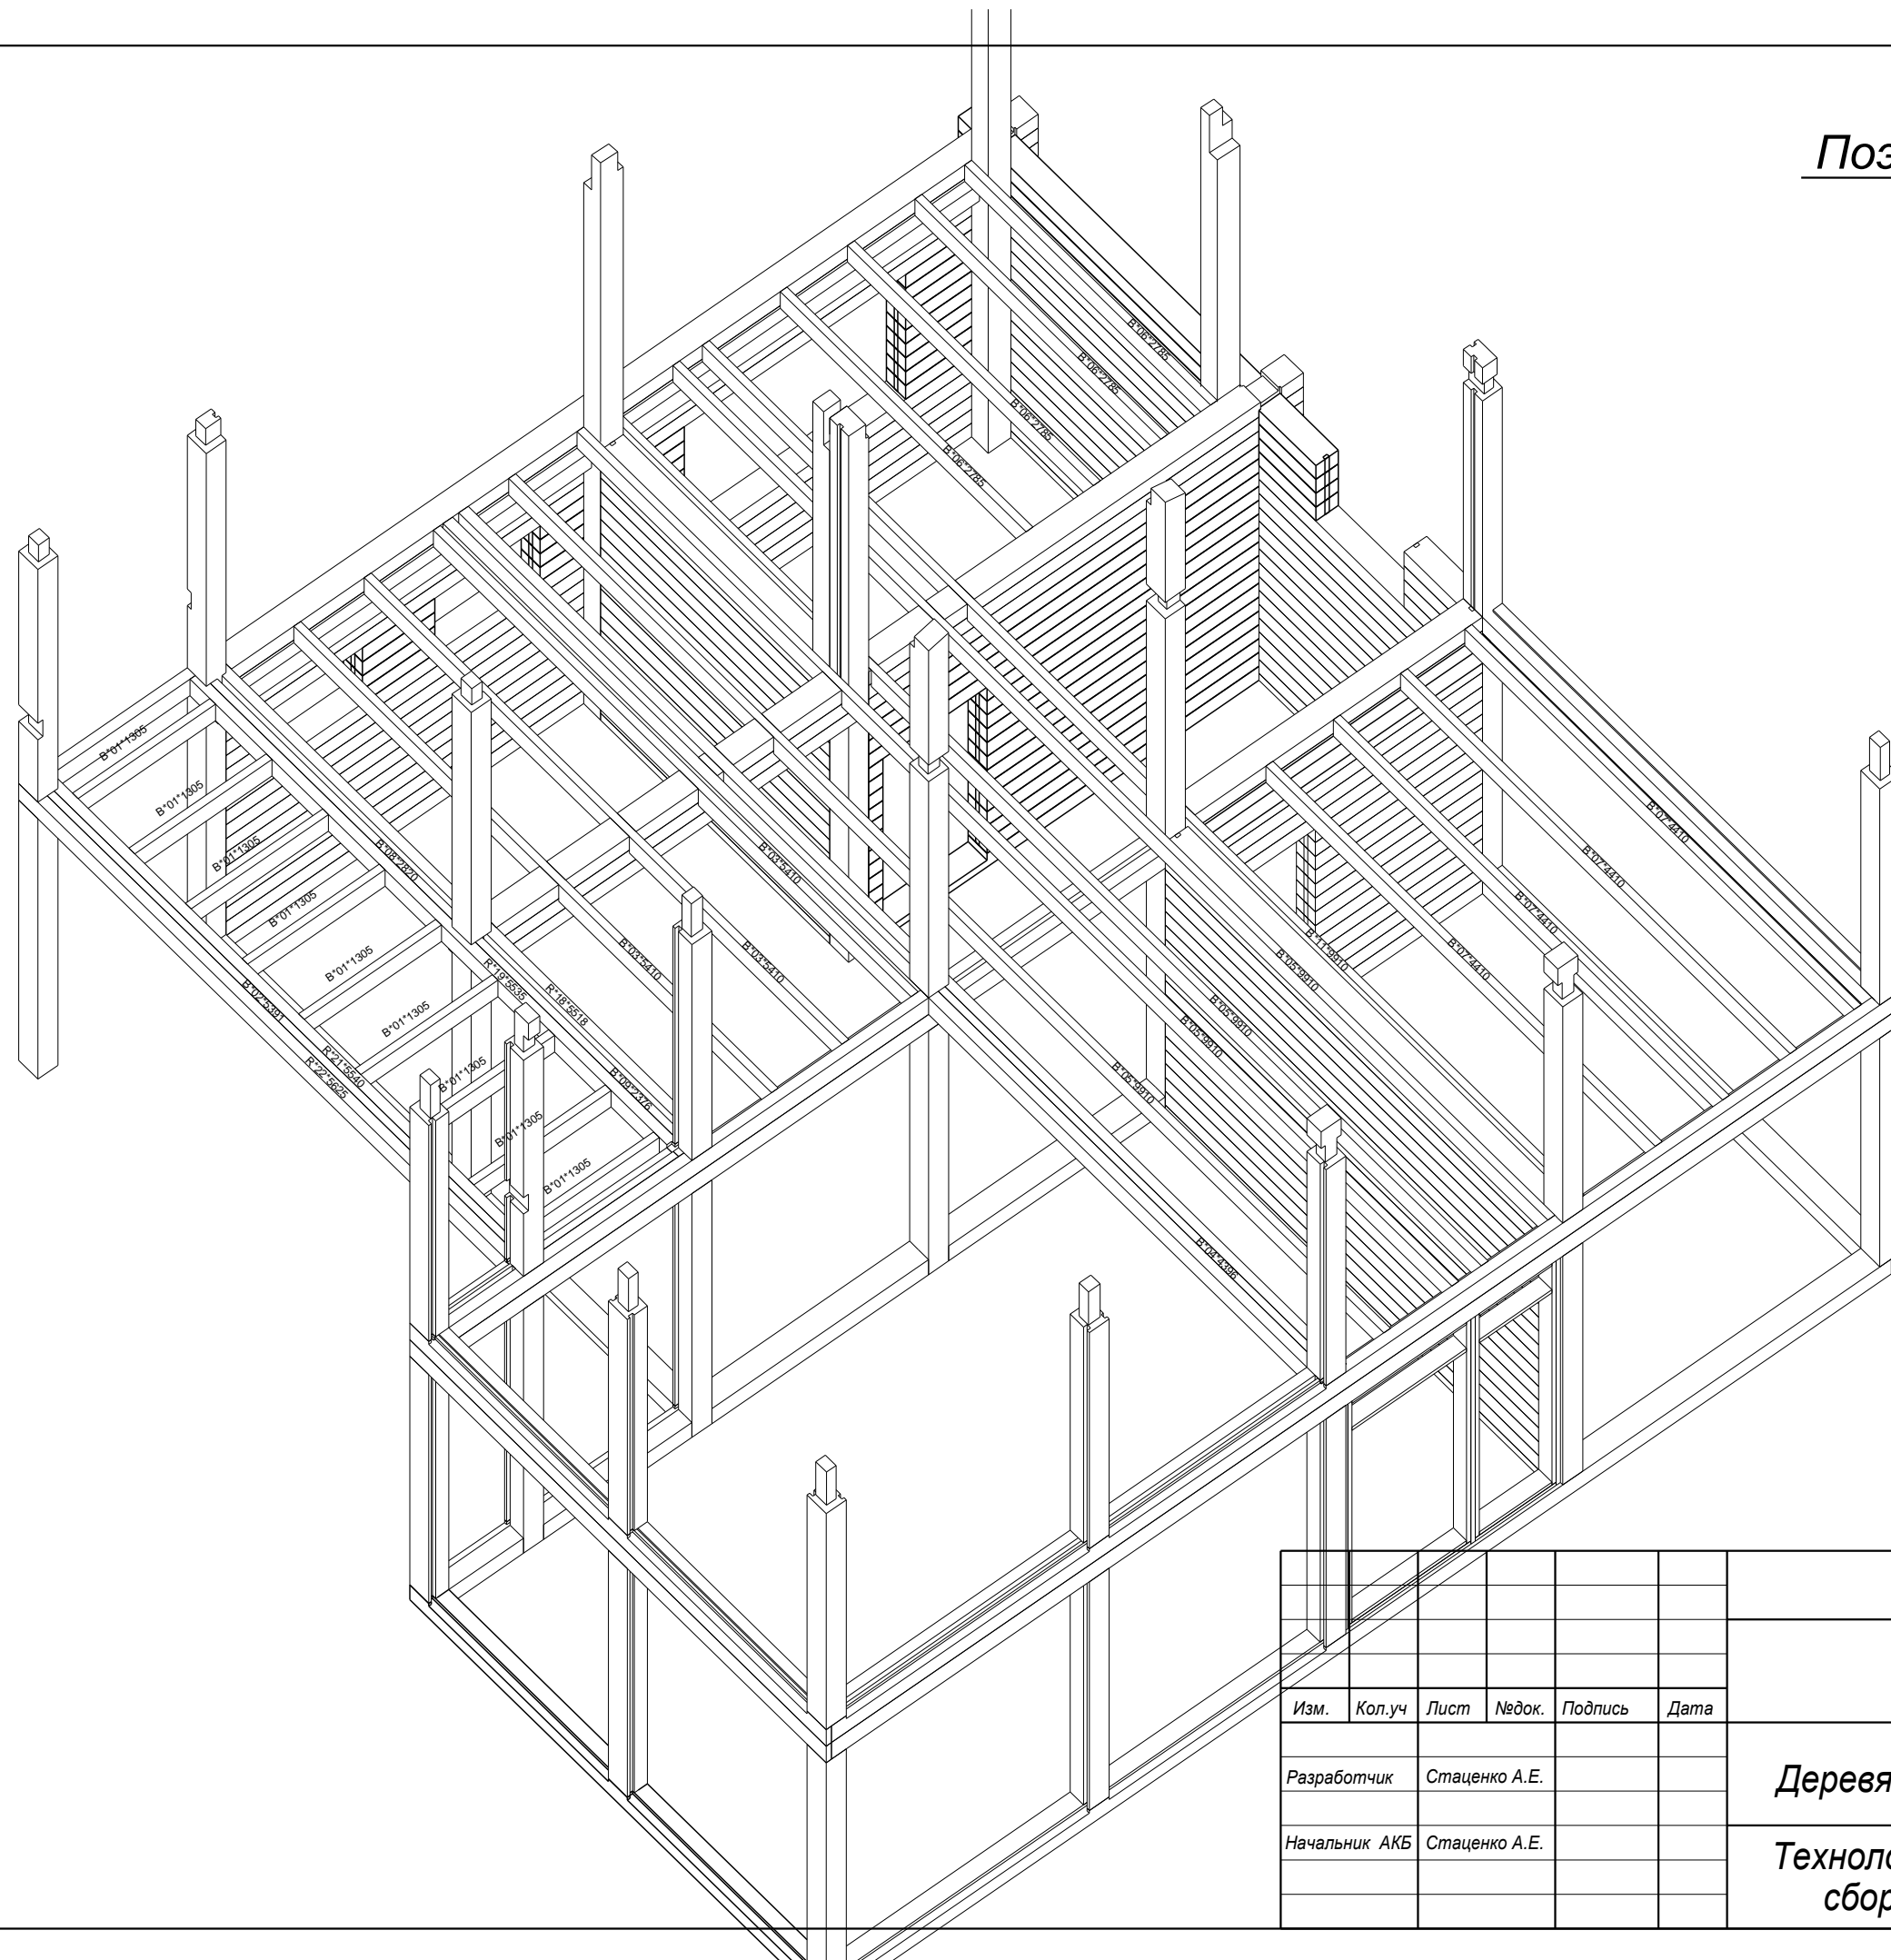 Поз
B*06*2785
B*06*2785
B*06*2785
B*06*2785
B*01*1305
B*01*1305
B*01*1305
B*01*1305
B*01*1305
B*01*1305
B*01*1305
B*01*1305
B*01*1305
B*08*2820
B*03*5410
B*03*5410
B*03*5410
B*07*4410
B*07*4410
B*07*4410
B*07*4410
B*11*9910
B*05*9910
B*05*9910
B*05*9910
B*05*9910
R*19*5535
R*18*5518
B*02*5391
R*21*5540
R*22*5625
B*09*2376
B*04*4396
Изм. Кол.уч Лист №док. Подпись Дата
Разработчик Стаценко А.Е.
Деревя
Начальник АКБ Стаценко А.Е.
Техноло
сбор